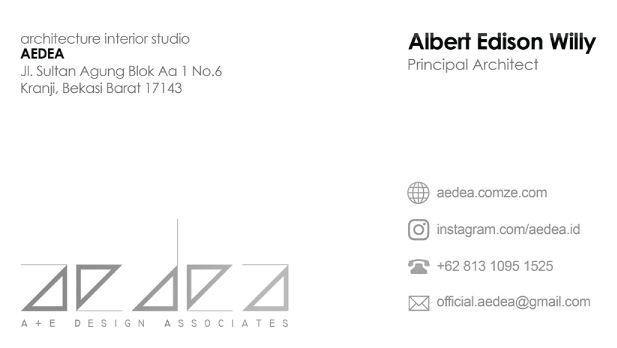 architecture interior studio
AEDEA
Jl. Sultan Agung Blok Aa 1 No.6
Kranji, Bekasi Barat 17143
Albert Edison Willy
Principal Architect
aedea.comze.com
instagram.com/aedea.id
+62 813 1095 1525
official.aedea@gmail.com
aedea
A+E DESIGN ASSOCIATES